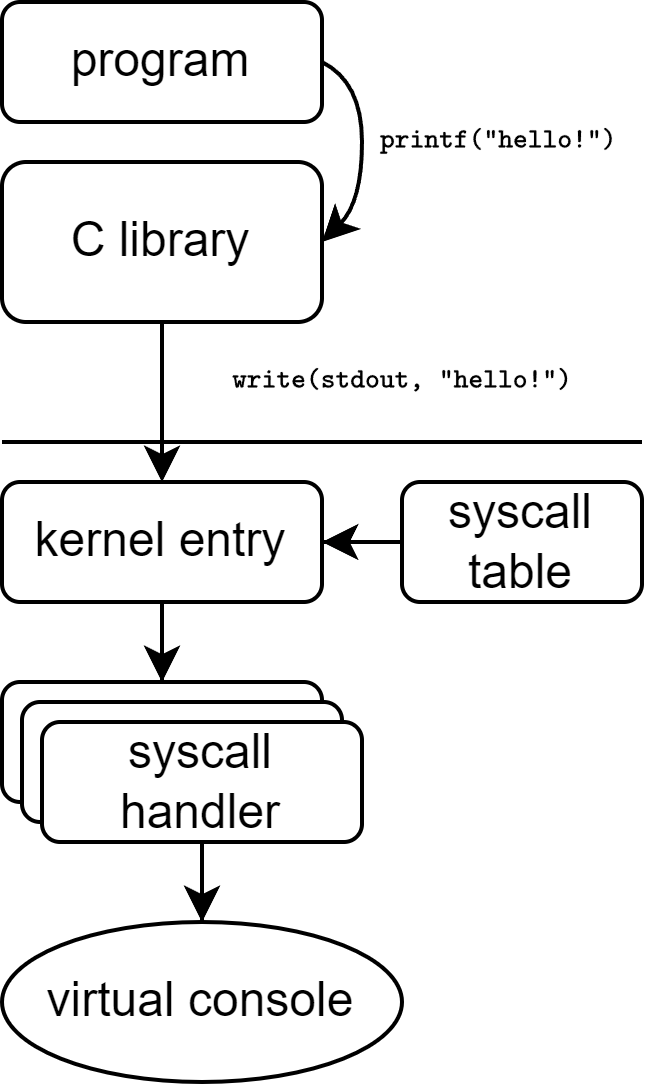 program
printf("hello!")
C library
write(stdout, "hello!")
kernel entry
syscall
table
syscall
handler
virtual console